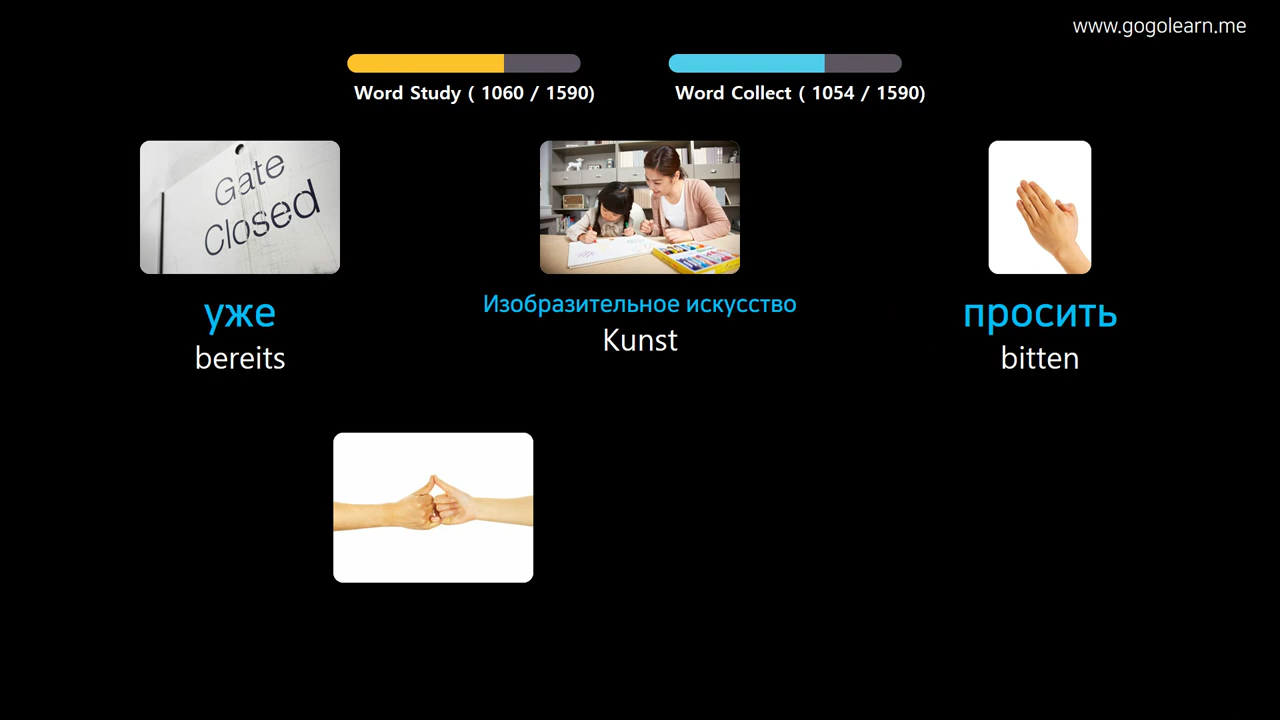 www.gogolearn.me
Word Study ( 1060 / 1590)
Word Collect ( 1054 / 1590)
Gate
Closed
уже
bereits
Изобразительное искусство
Kunst
просить
bitten